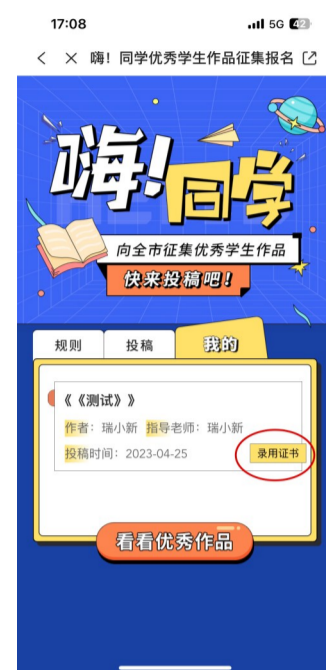 17:08 5G 42
嗨！同学优秀学生作品征集报名
嗨!
同学
向全市征集优秀学生作品
快来投稿吧！
规则 投稿 我的
《《测试》》
作者：瑞小新 指导老师：瑞小新
投稿时间：2023-04-25 录用证书
看看优秀作品